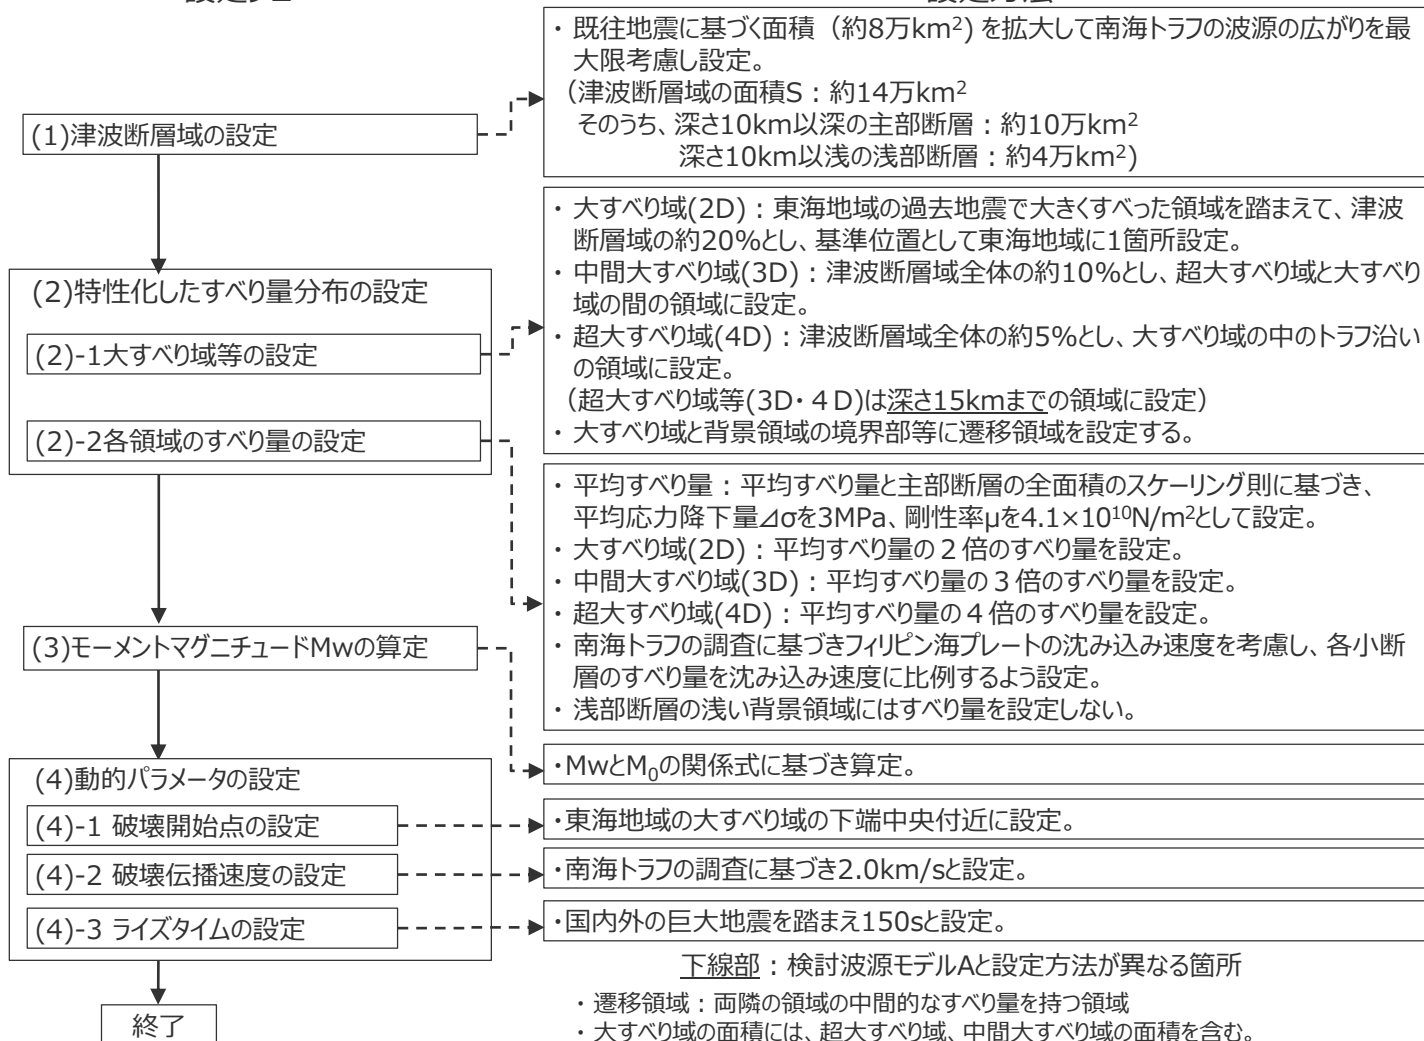 ・ 既往地震に基づく面積（約8万km²) を拡大して南海トラフの波源の広がりを最
大限考慮し設定。
（津波断層域の面積S：約14万km²
そのうち、深さ10km以深の主部断層：約10万km²
深さ10km以浅の浅部断層：約4万km²)
(1)津波断層域の設定
・ 大すべり域(2D)：東海地域の過去地震で大きくすべった領域を踏まえて、津波
断層域の約20%とし、基準位置として東海地域に1箇所設定。
・ 中間大すべり域(3D)：津波断層域全体の約10%とし、超大すべり域と大すべり
域の間の領域に設定。
・ 超大すべり域(4D)：津波断層域全体の約5%とし、大すべり域の中のトラフ沿い
の領域に設定。
（超大すべり域等(3D・４D)は深さ15kmまでの領域に設定）
・ 大すべり域と背景領域の境界部等に遷移領域を設定する。
(2)特性化したすべり量分布の設定
(2)-1大すべり域等の設定
(2)-2各領域のすべり量の設定
・ 平均すべり量：平均すべり量と主部断層の全面積のスケーリング則に基づき、
平均応力降下量⊿σを3MPa、剛性率μを4.1×10¹⁰N/m²として設定。
・ 大すべり域(2D)：平均すべり量の２倍のすべり量を設定。
・ 中間大すべり域(3D)：平均すべり量の３倍のすべり量を設定。
・ 超大すべり域(4D)：平均すべり量の４倍のすべり量を設定。
・ 南海トラフの調査に基づきフィリピン海プレートの沈み込み速度を考慮し、各小断
層のすべり量を沈み込み速度に比例するよう設定。
・ 浅部断層の浅い背景領域にはすべり量を設定しない。
(3)モーメントマグニチュードMwの算定
・MwとM₀の関係式に基づき算定。
(4)動的パラメータの設定
(4)-1 破壊開始点の設定
・東海地域の大すべり域の下端中央付近に設定。
(4)-2 破壊伝播速度の設定
・南海トラフの調査に基づき2.0km/sと設定。
(4)-3 ライズタイムの設定
・国内外の巨大地震を踏まえ150sと設定。
終了
下線部：検討波源モデルAと設定方法が異なる箇所
・ 遷移領域：両隣の領域の中間的なすべり量を持つ領域
・ 大すべり域の面積には、超大すべり域、中間大すべり域の面積を含む。